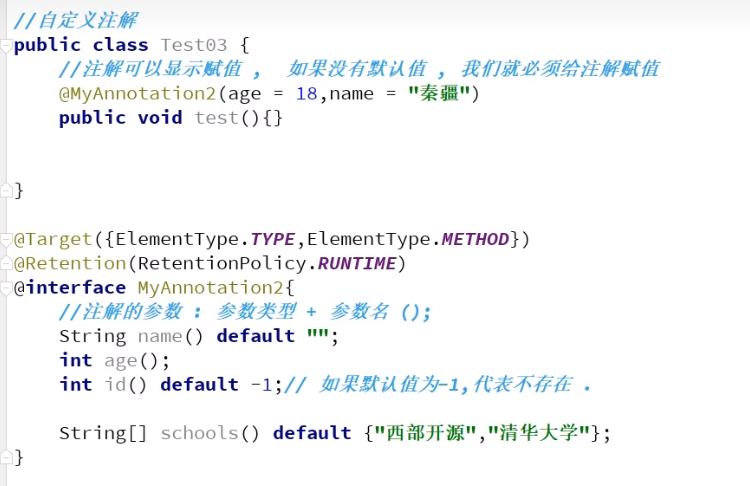 //自定义注解
public class Test03 {
//注解可以显示赋值 ， 如果没有默认值 ，我们就必须给注解赋值
@MyAnnotation2(age = 18,name = "秦疆")
public void test(){}
}
@Target({ElementType.TYPE,ElementType.METHOD})
@Retention(RetentionPolicy.RUNTIME)
@interface MyAnnotation2{
//注解的参数 : 参数类型 + 参数名 ();
String name() default "";
int age();
int id() default -1;// 如果默认值为-1,代表不存在 .
String[] schools() default {"西部开源","清华大学"};
}